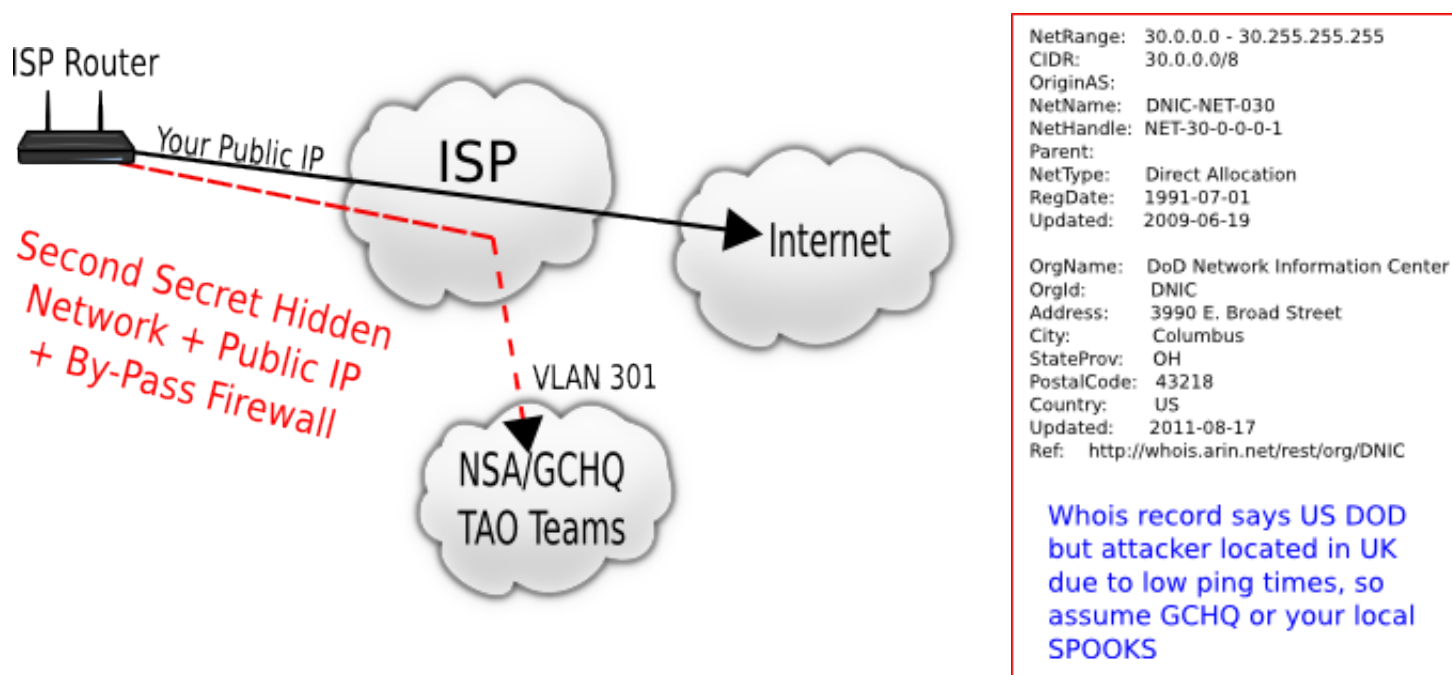 ISP Router
Your Public IP
ISP
Internet
Second Secret Hidden
Network + Public IP
+ By-Pass Firewall
VLAN 301
NSA/GCHQ
TAO Teams
NetRange: 30.0.0.0 - 30.255.255.255
CIDR: 30.0.0.0/8
OriginAS:
NetName: DNIC-NET-030
NetHandle: NET-30-0-0-0-1
Parent:
NetType: Direct Allocation
RegDate: 1991-07-01
Updated: 2009-06-19
OrgName: DoD Network Information Center
OrgId: DNIC
Address: 3990 E. Broad Street
City: Columbus
StateProv: OH
PostalCode: 43218
Country: US
Updated: 2011-08-17
Ref: http://whois.arin.net/rest/org/DNIC
Whois record says US DOD
but attacker located in UK
due to low ping times, so
assume GCHQ or your local
SPOOKS